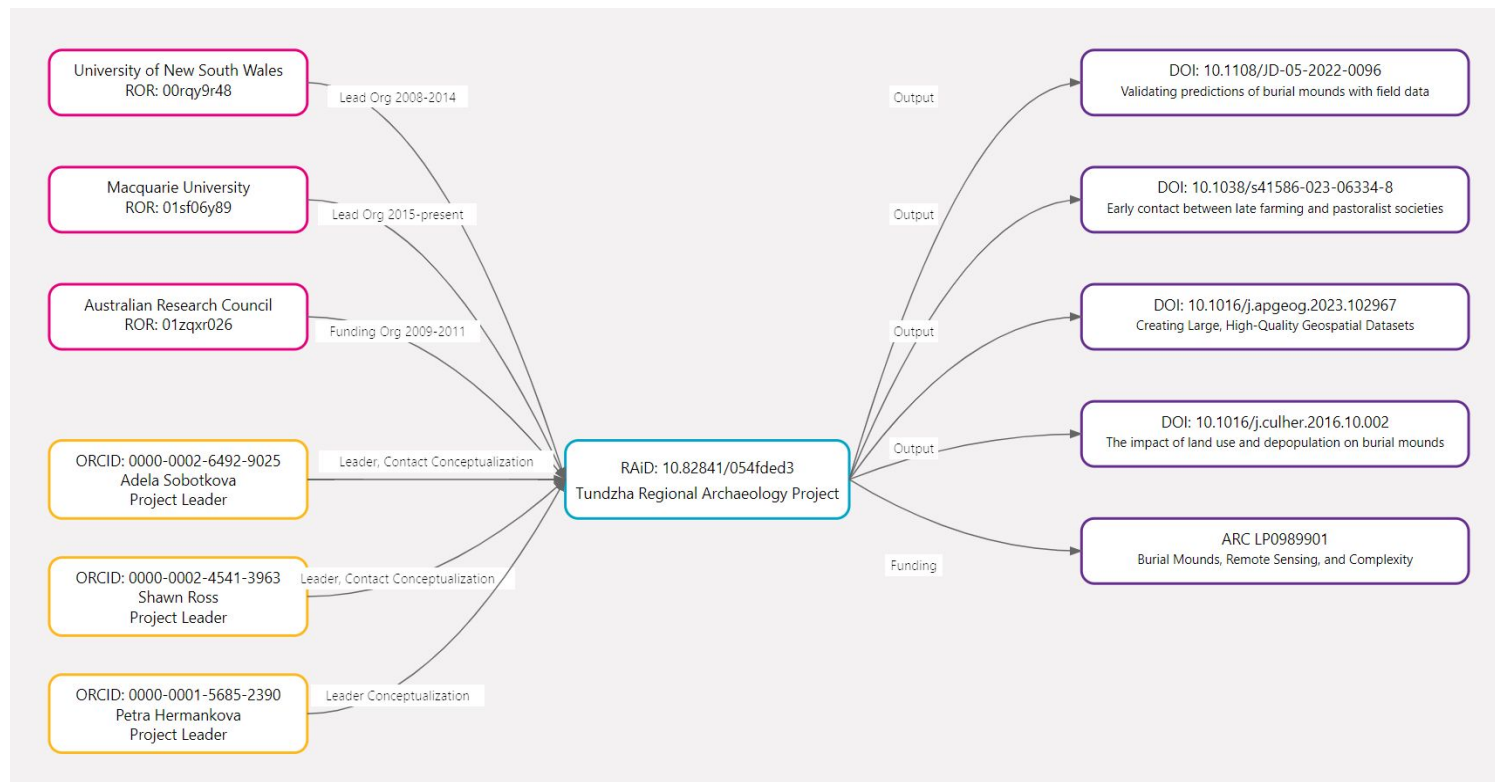 University of New South Wales
ROR: 00rqy9r48
Lead Org 2008-2014
Macquarie University
ROR: 01sf06y89
Lead Org 2015-present
Australian Research Council
ROR: 01zqxr026
Funding Org 2009-2011
ORCID: 0000-0002-6492-9025
Adela Sobotkova
Project Leader
Leader, Contact Conceptualization
ORCID: 0000-0002-4541-3963
Shawn Ross
Project Leader
Leader, Contact Conceptualization
ORCID: 0000-0001-5685-2390
Petra Hermankova
Project Leader
Leader Conceptualization
RAiD: 10.82841/054fded3
Tundzha Regional Archaeology Project
Output
DOI: 10.1108/JD-05-2022-0096
Validating predictions of burial mounds with field data
Output
DOI: 10.1038/s41586-023-06334-8
Early contact between late farming and pastoralist societies
Output
DOI: 10.1016/j.apgeog.2023.102967
Creating Large, High-Quality Geospatial Datasets
Output
DOI: 10.1016/j.culher.2016.10.002
The impact of land use and depopulation on burial mounds
Funding
ARC LP0989901
Burial Mounds, Remote Sensing, and Complexity